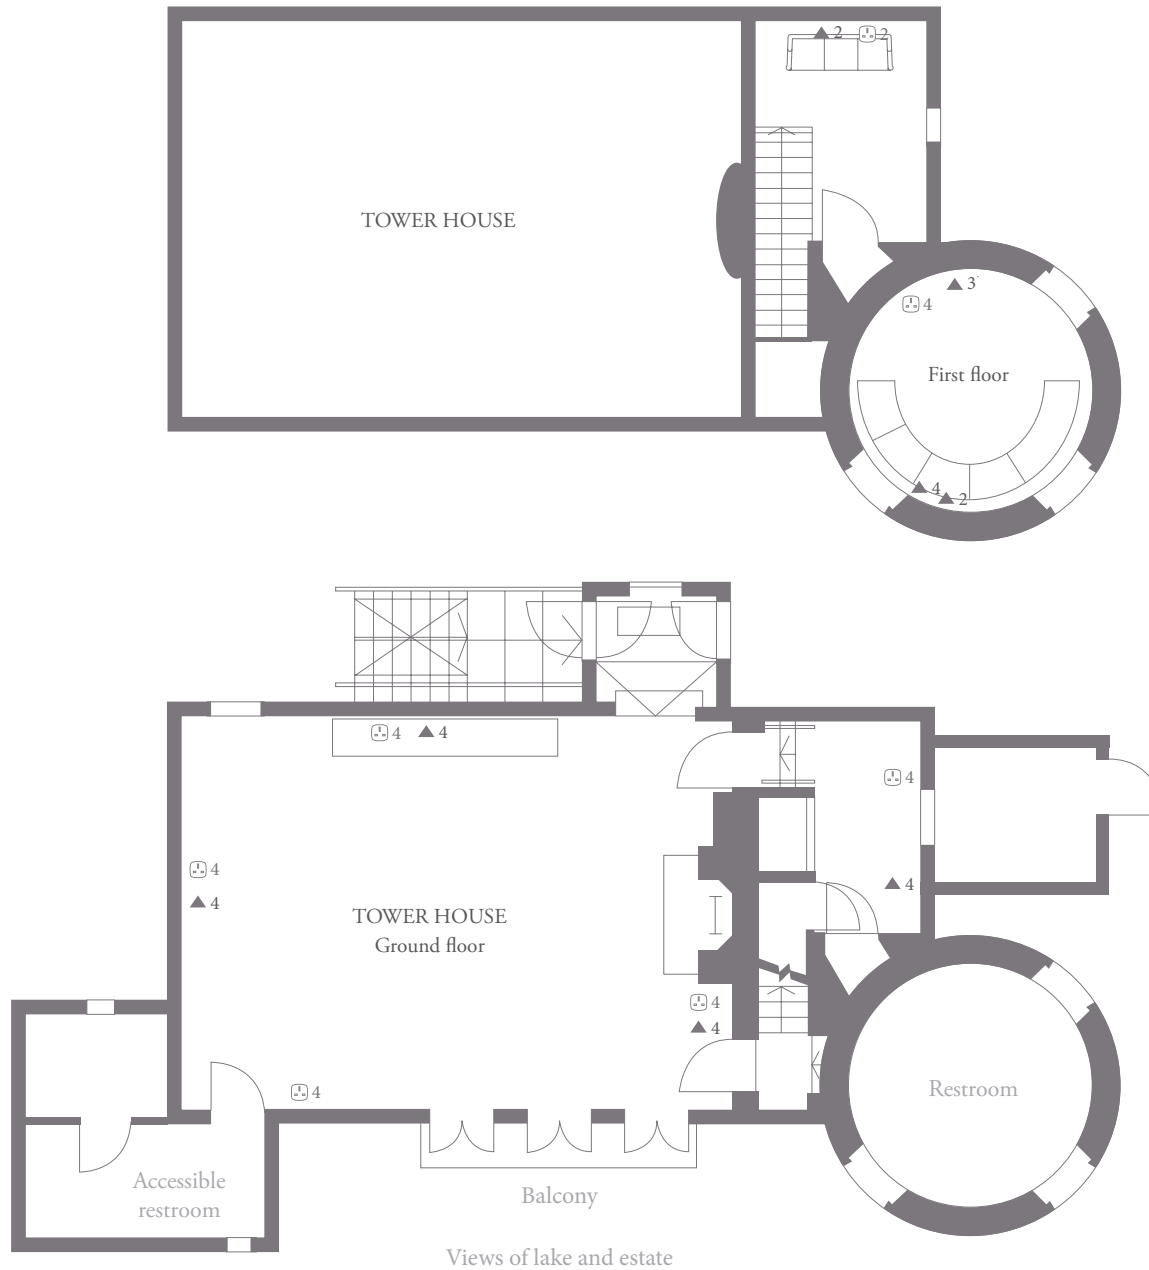 2 2
TOWER HOUSE
3
4
First floor
4
2
4 4
4
4
4
4
TOWER HOUSE
Ground floor
4
4
4
Restroom
Accessible
restroom
Balcony
Views of lake and estate